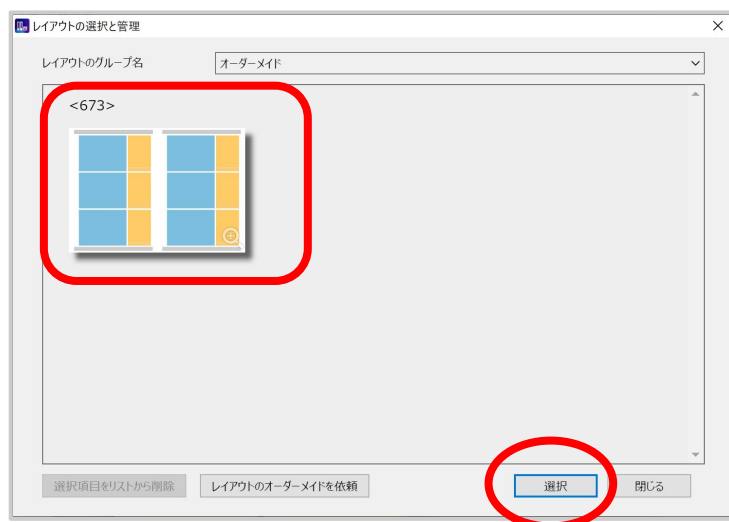 レイアウトの選択と管理
レイアウトのグループ名
オーダーメイド
<673>
選択項目をリストから削除
レイアウトのオーダーメイドを依頼
選択
閉じる